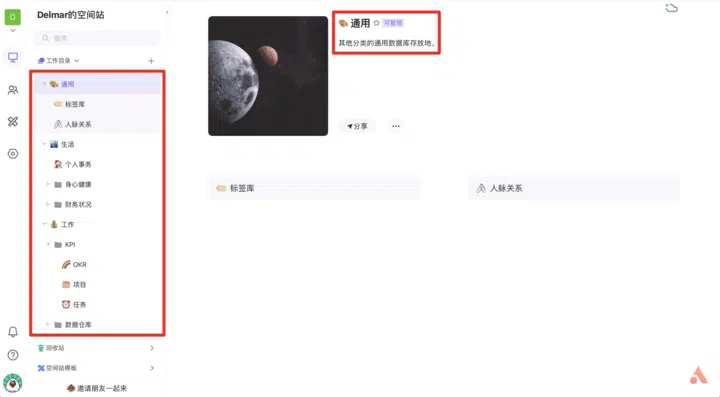 D
Delmar的空间站
搜索
工作目录
通用
标签库
人脉关系
生活
个人事务
身心健康
财务状况
工作
KPI
OKR
项目
任务
数据仓库
回收站
空间站模板
邀请朋友一起来
通用 可管理
其他分类的通用数据库存放地。
分享
标签库
人脉关系